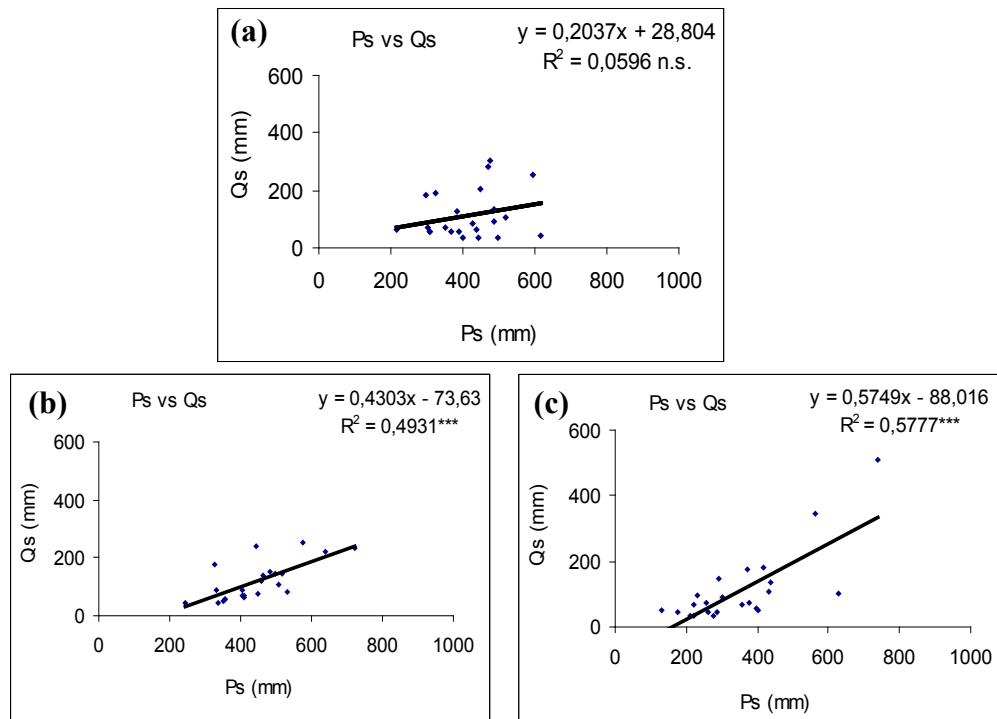 (a)
Ps vs Qs
y = 0,2037x + 28,804
R² = 0,0596 n.s.
600
400
200
0
Qs (mm)
0 200 400 600 800 1000
Ps (mm)
(b)
Ps vs Qs
y = 0,4303x - 73,63
R² = 0,4931***
600
400
200
0
Qs (mm)
0 200 400 600 800 1000
Ps (mm)
(c)
Ps vs Qs
y = 0,5749x - 88,016
R² = 0,5777***
600
400
200
0
Qs (mm)
0 200 400 600 800 1000
Ps (mm)